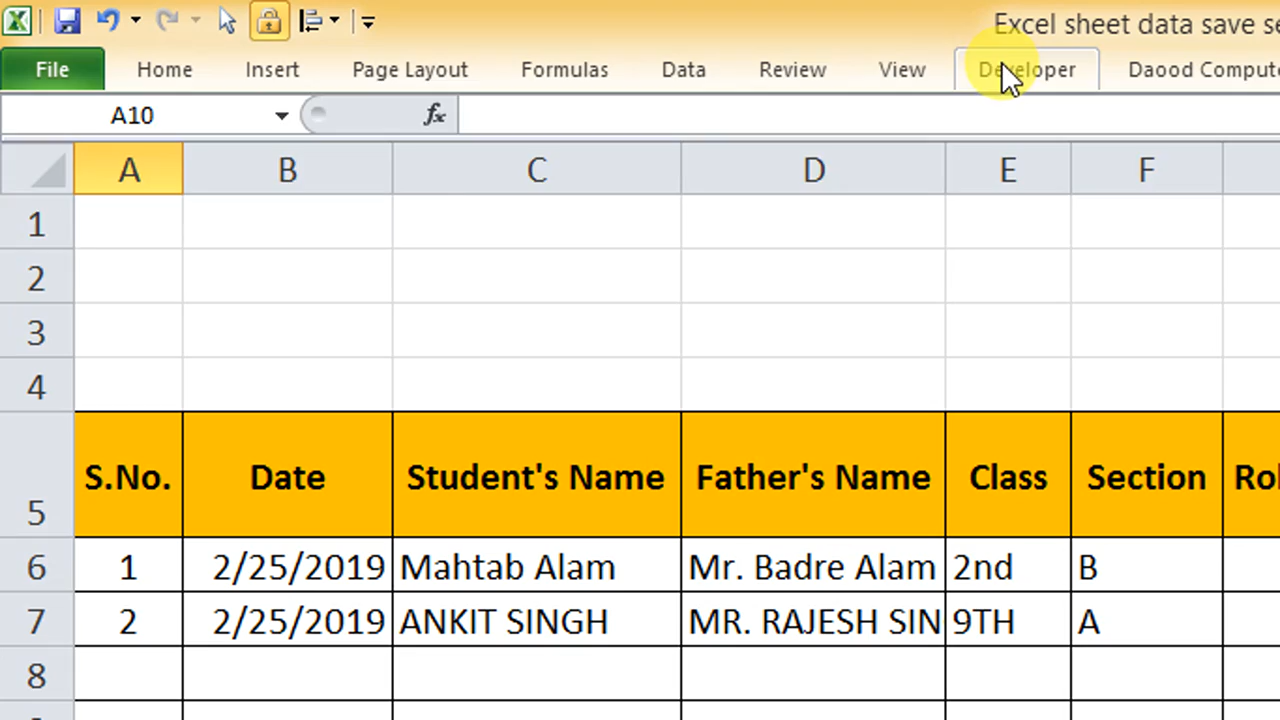 Excel sheet data save se
File Home Insert Page Layout Formulas Data Review View Developer Daood Compute
A10 fx
A B C D E F
1
2
3
4
5 S.No. Date Student's Name Father's Name Class Section Rol
6 1 2/25/2019 Mahtab Alam Mr. Badre Alam 2nd B
7 2 2/25/2019 ANKIT SINGH MR. RAJESH SIN 9TH A
8